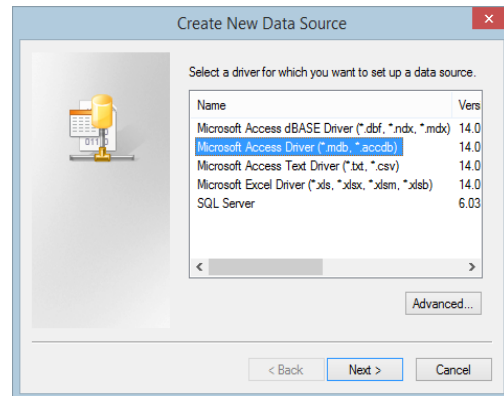 Create New Data Source
Select a driver for which you want to set up a data source.
Name Vers
Microsoft Access dBASE Driver (*.dbf, *.ndx, *.mdx) 14.0
Microsoft Access Driver (*.mdb, *.accdb) 14.0
Microsoft Access Text Driver (*.txt, *.csv) 14.0
Microsoft Excel Driver (*.xls, *.xlsx, *.xlsm, *.xlsb) 14.0
SQL Server 6.03
Advanced...
< Back Next > Cancel